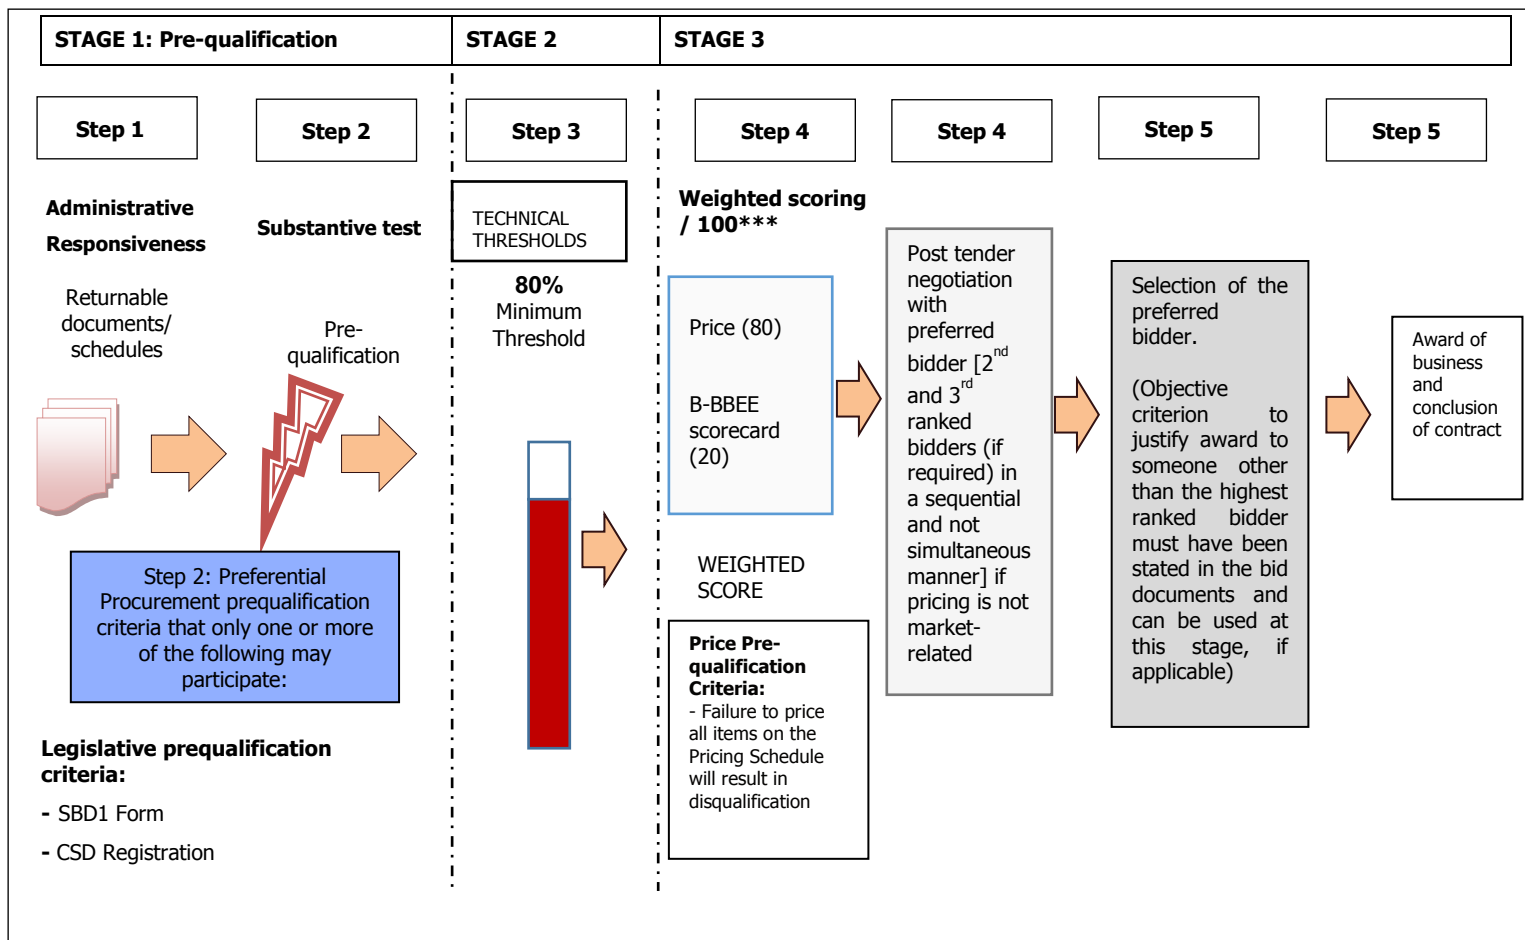 STAGE 1: Pre-qualification
STAGE 2
STAGE 3
Step 1
Step 2
Step 3
Step 4
Step 4
Step 5
Step 5
Administrative
Responsiveness
Returnable
documents/
schedules
Substantive test
Pre-
qualification
Step 2: Preferential
Procurement prequalification
criteria that only one or more
of the following may
participate:
Legislative prequalification
criteria:
- SBD1 Form
- CSD Registration
TECHNICAL
THRESHOLDS
80%
Minimum
Threshold
Weighted scoring
/ 100***
Price (80)
B-BBEE
scorecard
(20)
WEIGHTED
SCORE
Price Pre-
qualification
Criteria:
- Failure to price
all items on the
Pricing Schedule
will result in
disqualification
Post tender
negotiation
with
preferred
bidder [2nd
and 3rd
ranked
bidders (if
required) in
a sequential
and not
simultaneous
manner] if
pricing is not
market-
related
Selection of the
preferred
bidder.
(Objective
criterion to
justify award to
someone other
than the highest
ranked bidder
must have been
stated in the bid
documents and
can be used at
this stage, if
applicable)
Award of
business
and
conclusion
of contract